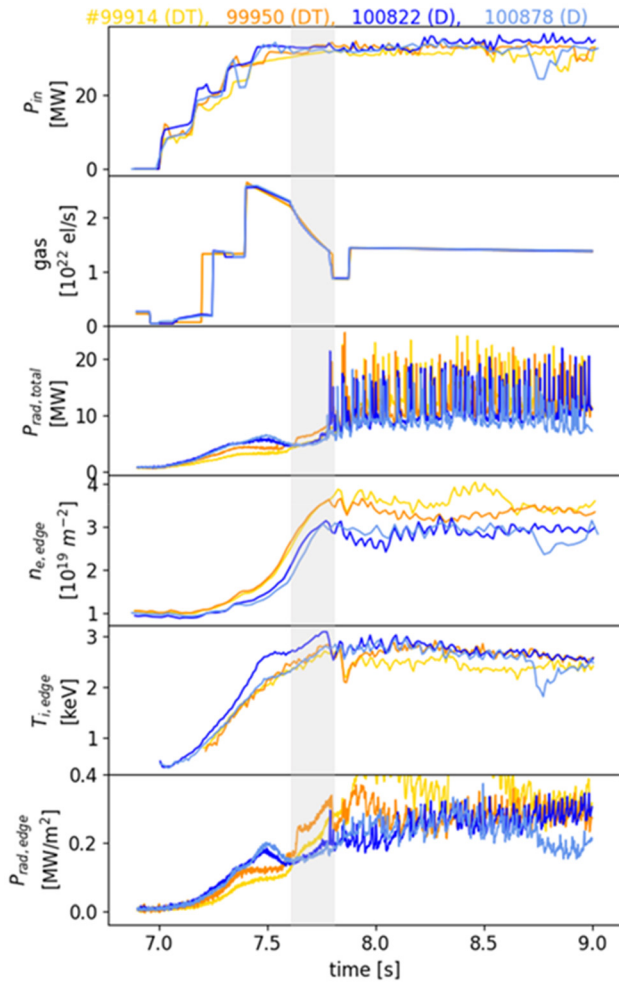 #99914 (DT), 99950 (DT), 100822 (D), 100878 (D)
P_in
[MW]
20
0
gas
[10^22 el/s]
2
1
0
P_rad,total
[MW]
20
10
0
n_e,edge
[10^19 m^-2]
4
3
2
1
T_i,edge
[keV]
3
2
1
P_rad,edge
[MW/m^2]
0.4
0.2
0.0
7.0 7.5 8.0 8.5 9.0
time [s]